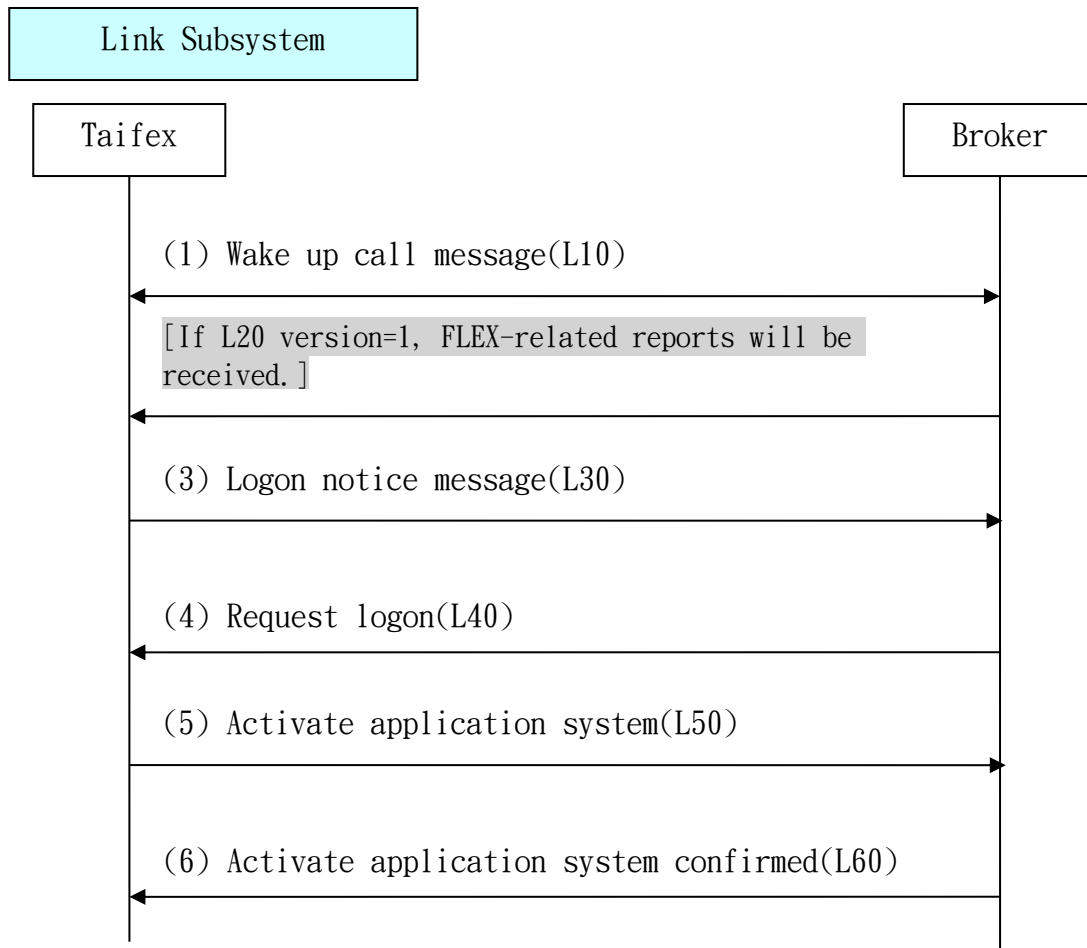 Link Subsystem
Taifex
Broker
(1) Wake up call message(L10)
[If L20 version=1, FLEX-related reports will be
received.]
(3) Logon notice message(L30)
(4) Request logon(L40)
(5) Activate application system(L50)
(6) Activate application system confirmed(L60)